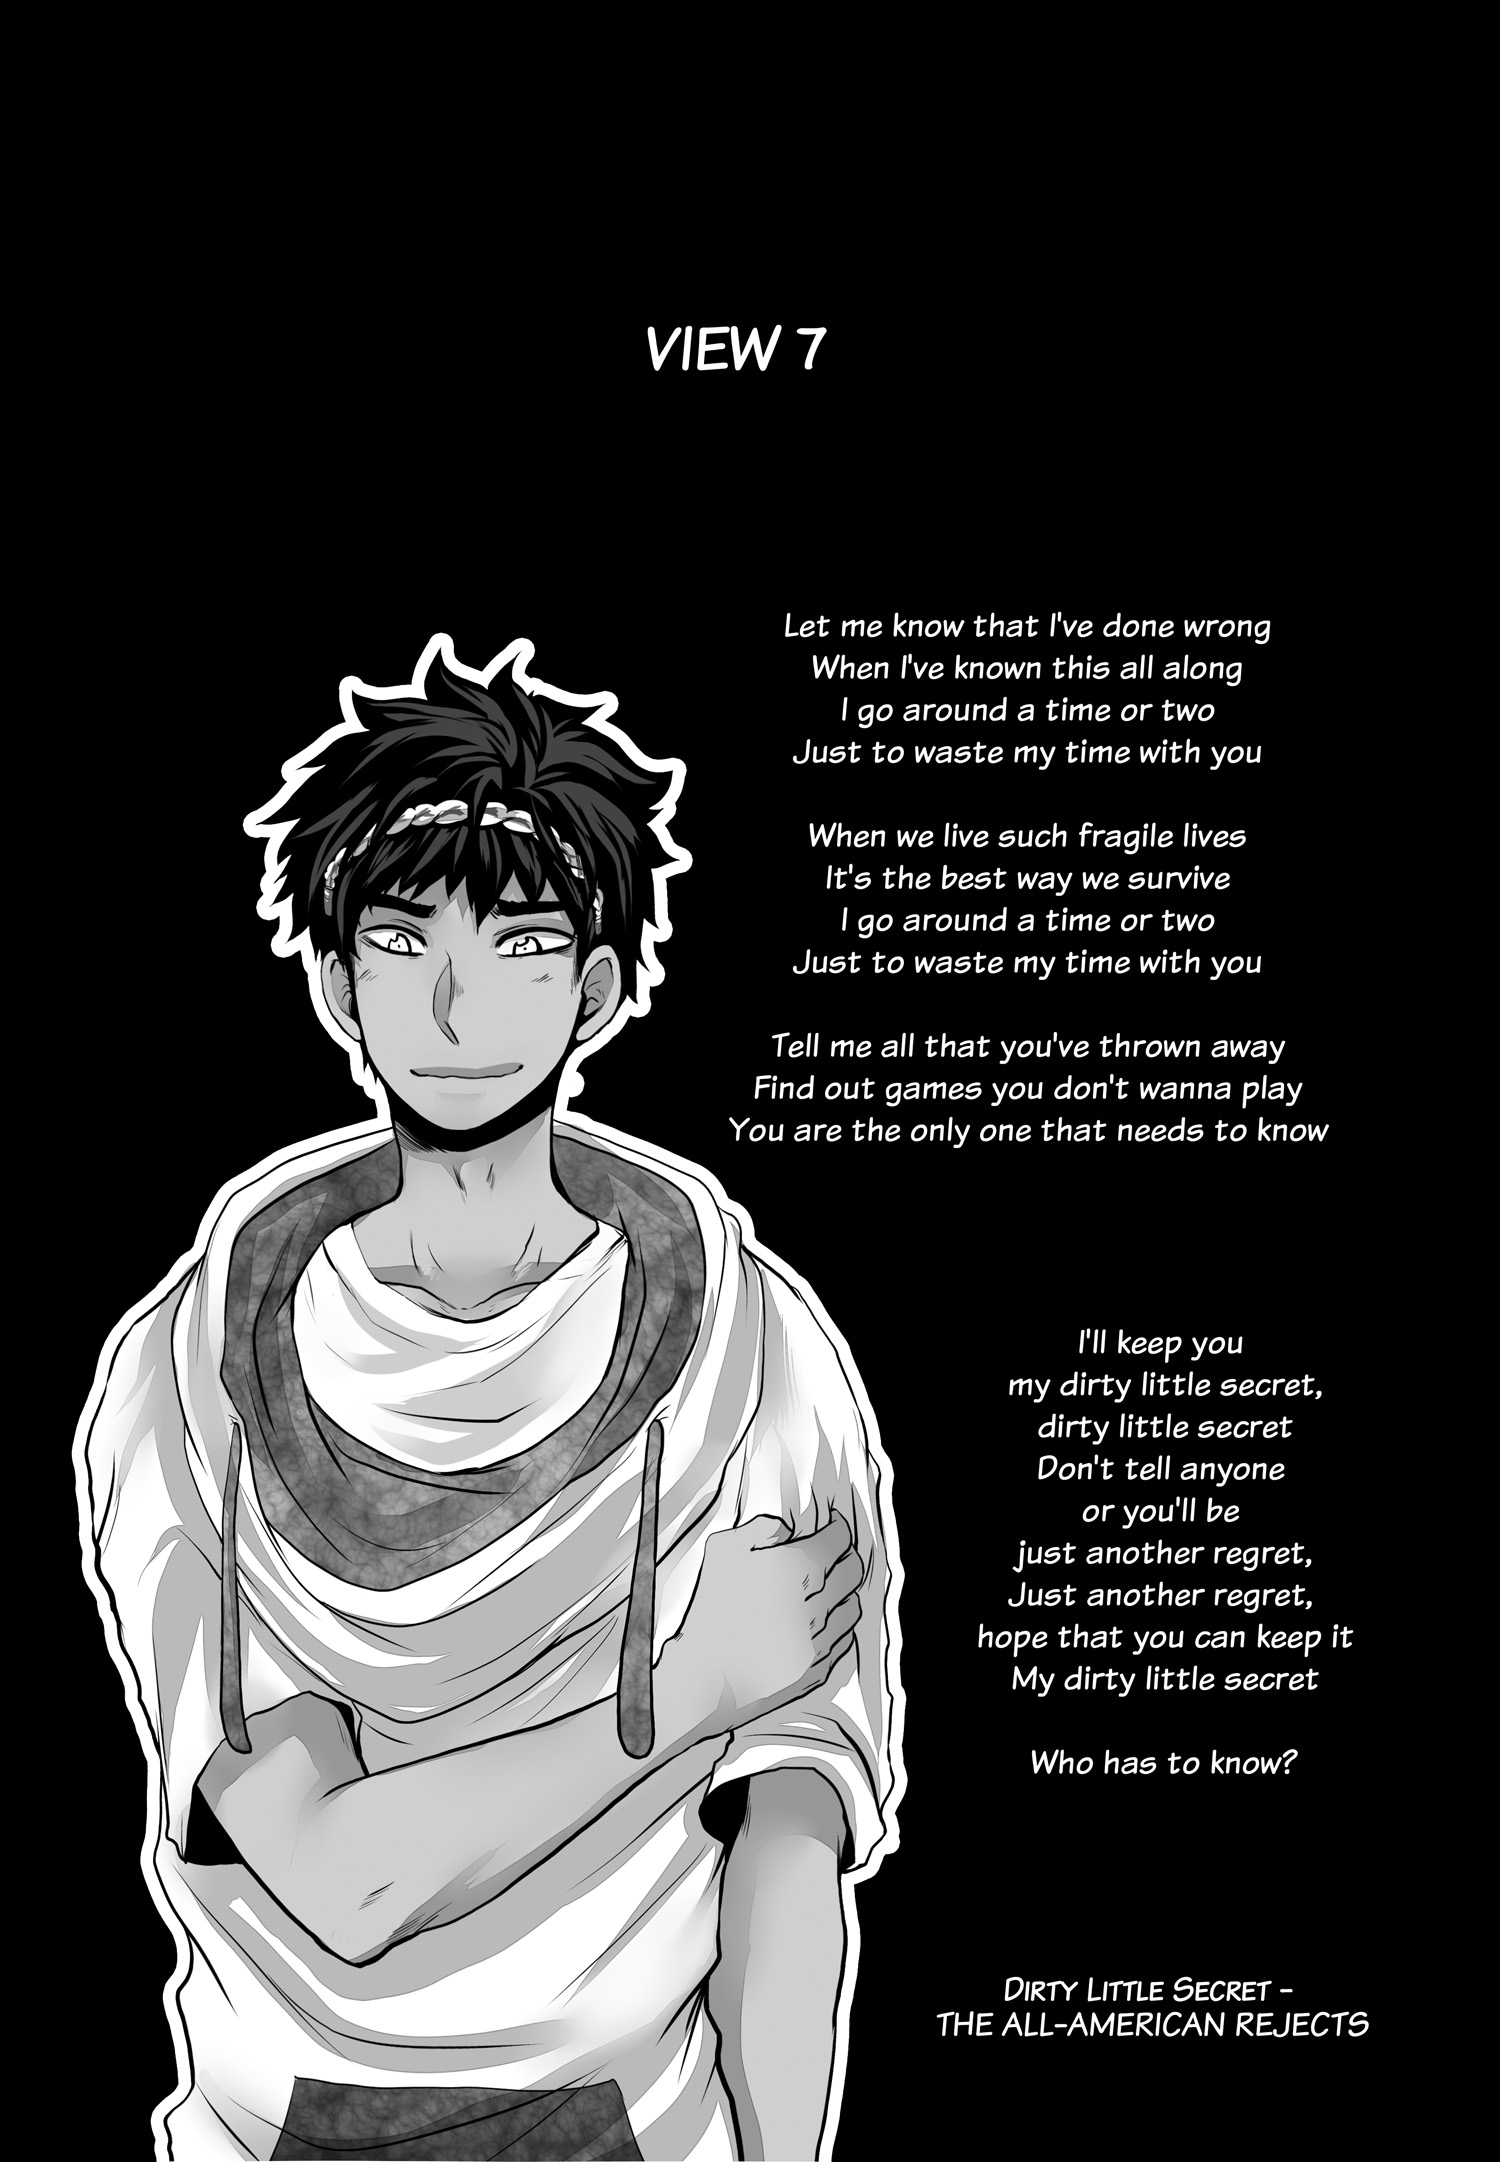 VIEW 7
Let me know that I've done wrong
When I've known this all along
I go around a time or two
Just to waste my time with you
When we live such fragile lives
It's the best way we survive
I go around a time or two
Just to waste my time with you
Tell me all that you've thrown away
Find out games you don't wanna play
You are the only one that needs to know
I'll keep you
my dirty little secret,
dirty little secret
Don't tell anyone
or you'll be
just another regret,
Just another regret,
hope that you can keep it
My dirty little secret
Who has to know?
DIRTY LITTLE SECRET -
THE ALL-AMERICAN REJECTS